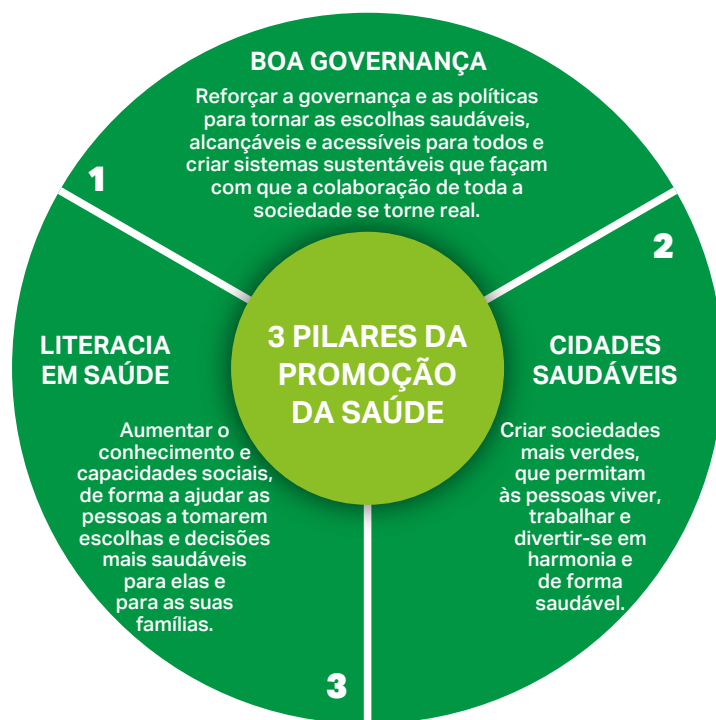 BOA GOVERNANÇA
Reforçar a governança e as políticas
para tornar as escolhas saudáveis,
alcançáveis e acessíveis para todos e
criar sistemas sustentáveis que façam
com que a colaboração de toda a
sociedade se torne real.
1
2
3 PILARES DA
PROMOÇÃO
DA SAÚDE
CIDADES
SAUDÁVEIS
Criar sociedades
mais verdes,
que permitam
às pessoas viver,
trabalhar e
divertir-se em
harmonia e
de forma
saudável.
LITERACIA
EM SAÚDE
Aumentar o
conhecimento e
capacidades sociais,
de forma a ajudar as
pessoas a tomarem
escolhas e decisões
mais saudáveis
para elas e
para as suas
famílias.
3